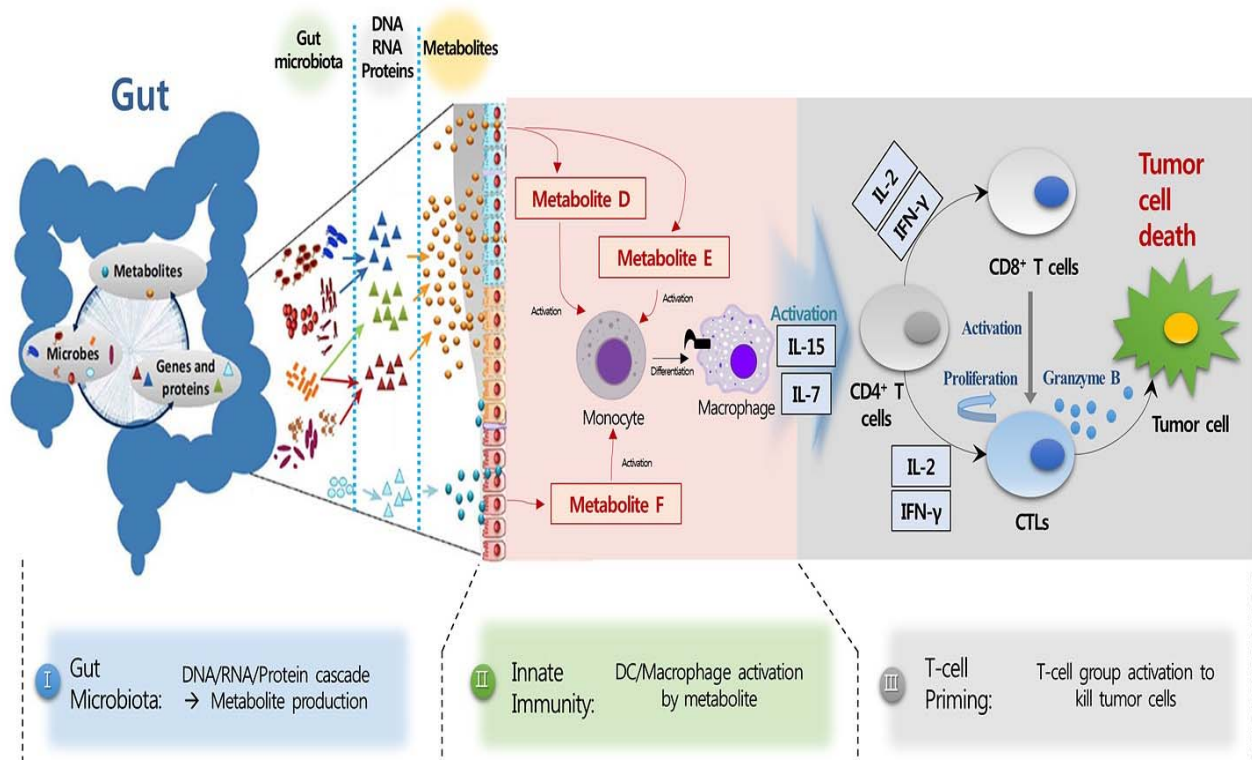 Gut
Gut
microbiota
DNA
RNA
Proteins
Metabolites
Metabolites
Microbes
Genes and
proteins
Metabolite D
Metabolite E
Activation
Activation
Monocyte
Differentiation
Macrophage
Activation
Metabolite F
Activation
IL-15
IL-7
IL-2
IFN-γ
CD8+ T cells
CD4+ T
cells
Activation
Proliferation
Granzyme B
IL-2
IFN-γ
CTLs
Tumor
cell
death
Tumor cell
I
Gut
Microbiota:
DNA/RNA/Protein cascade
→ Metabolite production
II
Innate
Immunity:
DC/Macrophage activation
by metabolite
III
T-cell
Priming:
T-cell group activation to
kill tumor cells